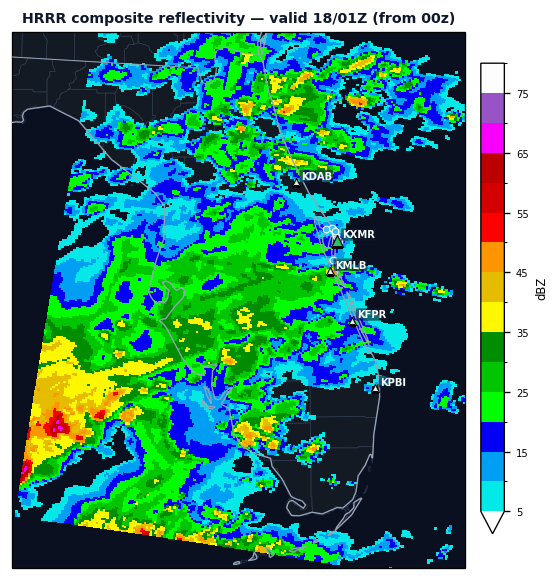 HRRR composite reflectivity — valid 18/01Z (from 00z)
KDAB
KXMR
KMLB
KFPR
KPBI
75
65
55
45
35
25
15
5
dBZ